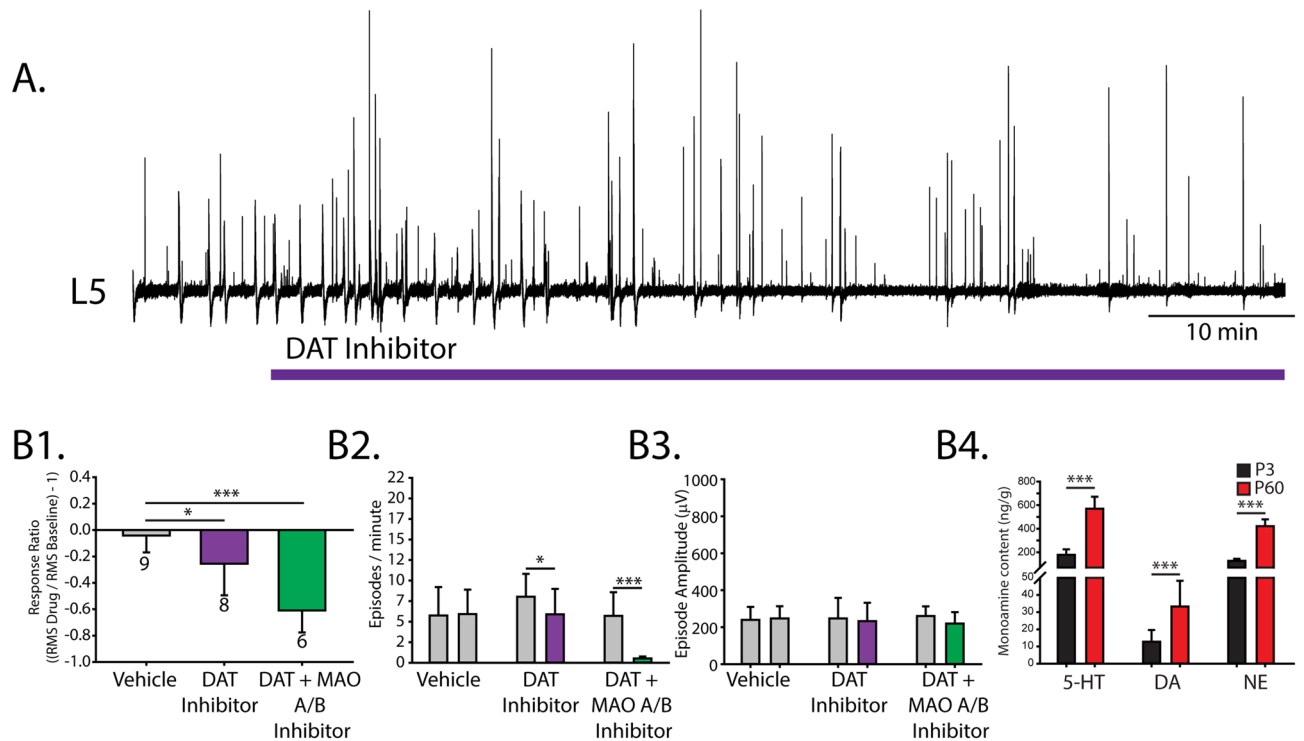 A.
L5
10 min
DAT Inhibitor
B1.
Response Ratio
((RMS Drug / RMS Baseline) - 1)
0.4
0.2
0.0
-0.2
-0.4
-0.6
-0.8
-1.0
***
*
9
8
6
Vehicle
DAT
Inhibitor
DAT + MAO
A/B
Inhibitor
B2.
Episodes / minute
22
20
17
15
12
10
7
5
2
0
*
***
Vehicle
DAT
Inhibitor
DAT +
MAO A/B
Inhibitor
B3.
Episode Amplitude (µV)
1000
800
600
400
200
0
Vehicle
DAT
Inhibitor
DAT +
MAO A/B
Inhibitor
B4.
P3
P60
Monoamine content (ng/g)
800
600
400
200
50
40
30
20
10
0
***
***
***
5-HT
DA
NE